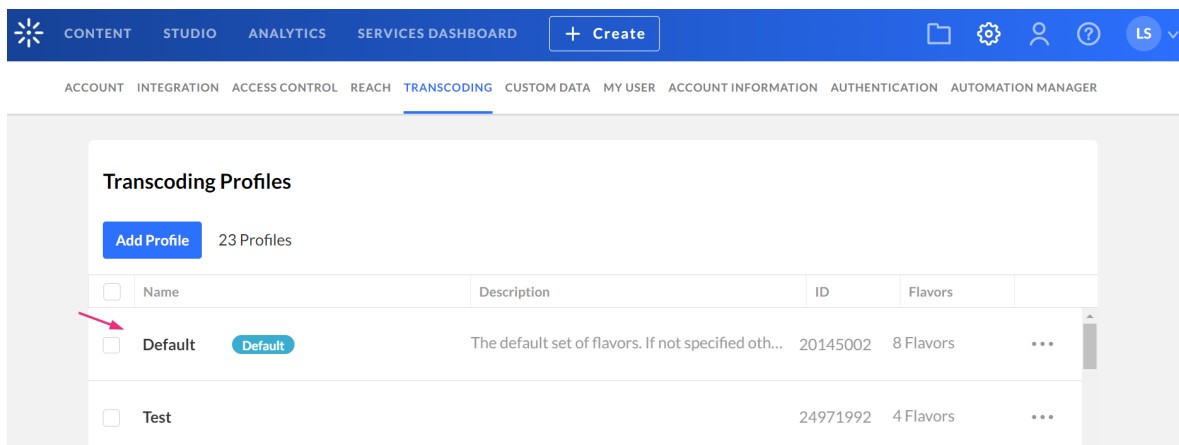 CONTENT STUDIO ANALYTICS SERVICES DASHBOARD + Create LS
ACCOUNT INTEGRATION ACCESS CONTROL REACH TRANSCODING CUSTOM DATA MY USER ACCOUNT INFORMATION AUTHENTICATION AUTOMATION MANAGER
Transcoding Profiles
Add Profile 23 Profiles
Name Description ID Flavors
Default Default The default set of flavors. If not specified oth... 20145002 8 Flavors
Test 24971992 4 Flavors